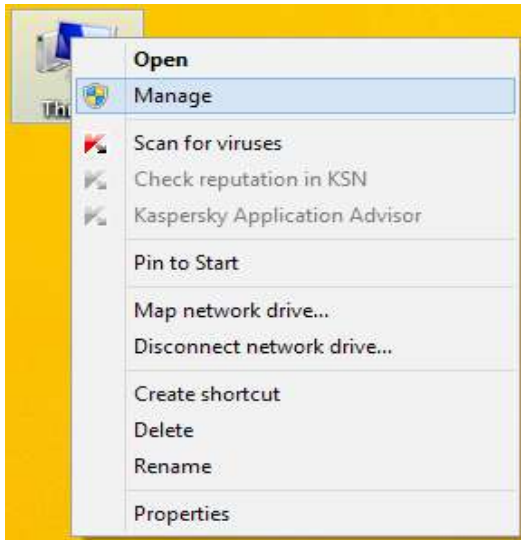 Open
Manage
Scan for viruses
Check reputation in KSN
Kaspersky Application Advisor
Pin to Start
Map network drive...
Disconnect network drive...
Create shortcut
Delete
Rename
Properties